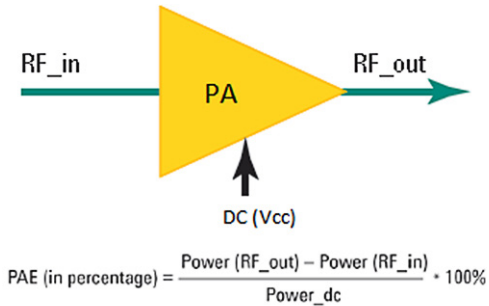 RF_in
PA
RF_out
DC (Vcc)
PAE (in percentage) = Power (RF_out) – Power (RF_in) / Power_dc • 100%